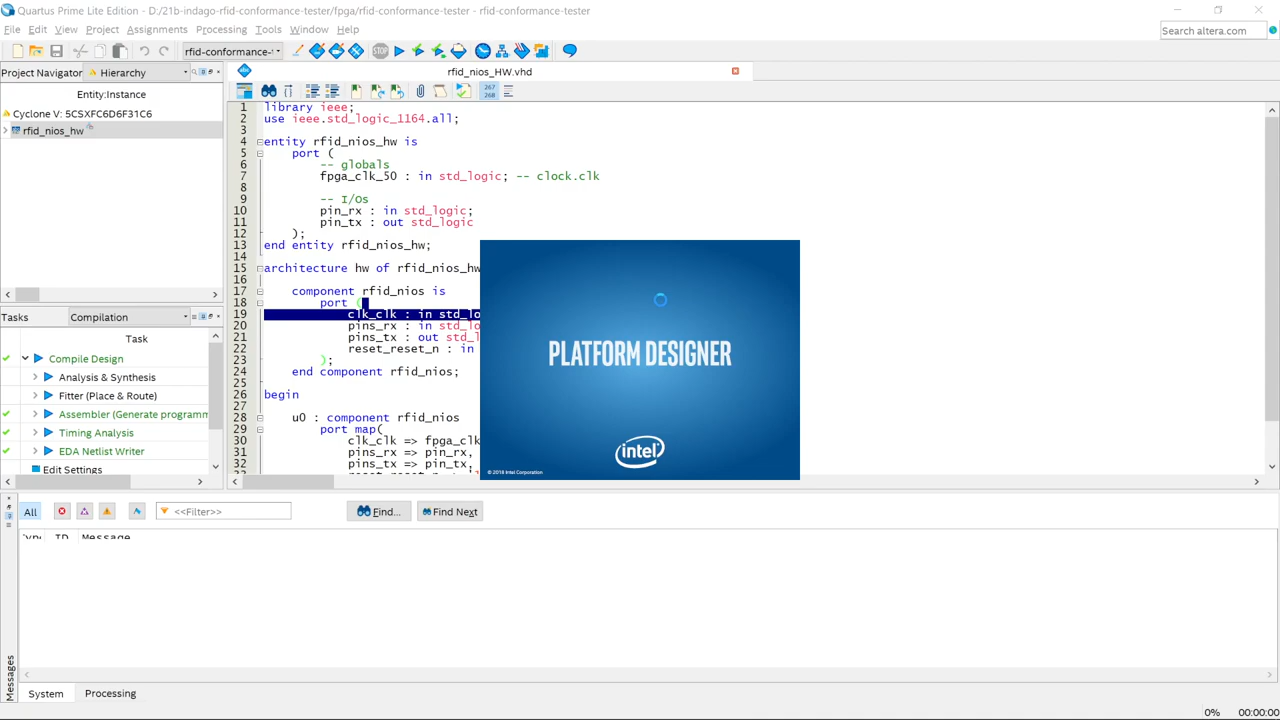 Quartus Prime Lite Edition - D:/21b-indago-rfid-conformance-tester/fpga/rfid-conformance-tester - rfid-conformance-tester
File Edit View Project Assignments Processing Tools Window Help
Search altera.com
rfid-conformance-
Project Navigator Hierarchy
rfid_nios_HW.vhd
Entity:Instance
Cyclone V: 5CSXFC6D6F31C6
rfid_nios_hw
267
268
1 library ieee;
2 use ieee.std_logic_1164.all;
3
4 entity rfid_nios_hw is
5 port (
6 -- globals
7 fpga_clk_50 : in std_logic; -- clock.clk
8
9 -- I/Os
10 pin_rx : in std_logic;
11 pin_tx : out std_logic
12 );
13 end entity rfid_nios_hw;
14
15 architecture hw of rfid_nios_hw
16
17 component rfid_nios is
18 port (
19 clk_clk : in std_lo
20 pins_rx : in std_lo
21 pins_tx : out std_l
22 reset_reset_n : in
23 );
24 end component rfid_nios;
25
26 begin
27
28 u0 : component rfid_nios
29 port map(
30 clk_clk => fpga_clk
31 pins_rx => pin_rx,
32 pins_tx => pin_tx,
PLATFORM DESIGNER
intel
© 2018 Intel Corporation
Tasks Compilation
Task
Compile Design
Analysis & Synthesis
Fitter (Place & Route)
Assembler (Generate programm
Timing Analysis
EDA Netlist Writer
Edit Settings
All <<Filter>> Find... Find Next
ID Message
Messages
System Processing
0% 00:00:00